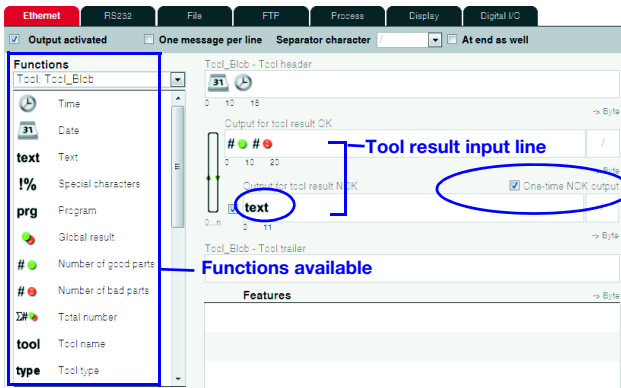 Ethernet RS232 File FTP Process Display Digital I/O
Output activated One message per line Separator character / At end as well
Functions
Tool: Tool_Blob
Time
31 Date
text Text
!% Special characters
prg Program
Global result
# Number of good parts
# Number of bad parts
Σ# Total number
tool Tool name
type Tool type
Tool_Blob - Tool header
31
0 10 18
-> Byte
Output for tool result OK
# #
/
0 10 20
-> Byte
Tool result input line
Output for tool result NOK
One-time NOK output
text
0...n
0 11
-> Byte
Tool_Blob - Tool trailer
Functions available
Features
-> Byte